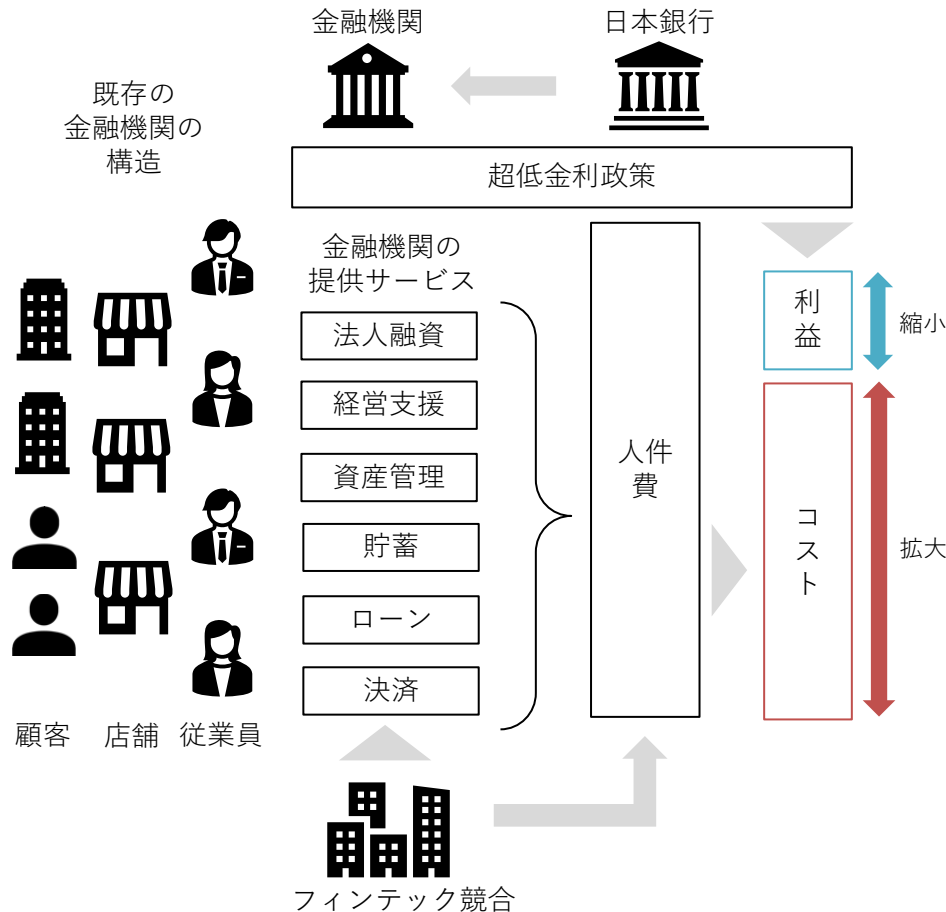 金融機関
日本銀行
既存の
金融機関の
構造
超低金利政策
金融機関の
提供サービス
法人融資
経営支援
資産管理
貯蓄
ローン
決済
人件
費
利
益
縮小
コ
ス
ト
拡大
顧客
店舗
従業員
フィンテック競合